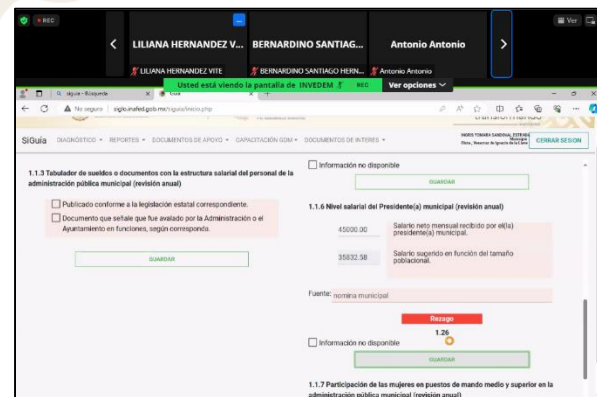 REC
Ver
LILIANA HERNANDEZ V...
BERNARDINO SANTIAG...
Antonio Antonio
LILIANA HERNANDEZ VITE
BERNARDINO SANTIAGO HERN...
Antonio Antonio
Usted está viendo la pantalla de INVEDEM
REC
Ver opciones
No seguro
siglo.inafed.gob.mx/siguia/inicio.php
SiGuía
DIAGNÓSTICO
REPORTES
DOCUMENTOS DE APOYO
CAPACITACIÓN GDM
DOCUMENTOS DE INTERES
CERRAR SESION
1.1.3 Tabulador de sueldos o documentos con la estructura salarial del personal de la
administración pública municipal (revisión anual)
Publicado conforme a la legislación estatal correspondiente.
Documento que señale que fue avalado por la Administración o el
Ayuntamiento en funciones, según corresponda.
GUARDAR
Información no disponible
GUARDAR
1.1.6 Nivel salarial del Presidente(a) municipal (revisión anual)
45000.00
Salario neto mensual recibido por el(la)
presidente(a) municipal.
35832.58
Salario sugerido en función del tamaño
poblacional.
Fuente: nomina municipal
Rezago
1.26
Información no disponible
GUARDAR
1.1.7 Participación de las mujeres en puestos de mando medio y superior en la
administración pública municipal (revisión anual)